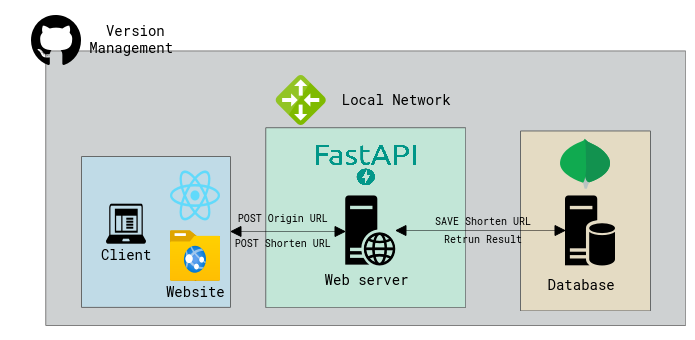 Version
Management
Local Network
FastAPI
POST Origin URL
POST Shorten URL
SAVE Shorten URL
Retrun Result
Client
Website
Web server
Database